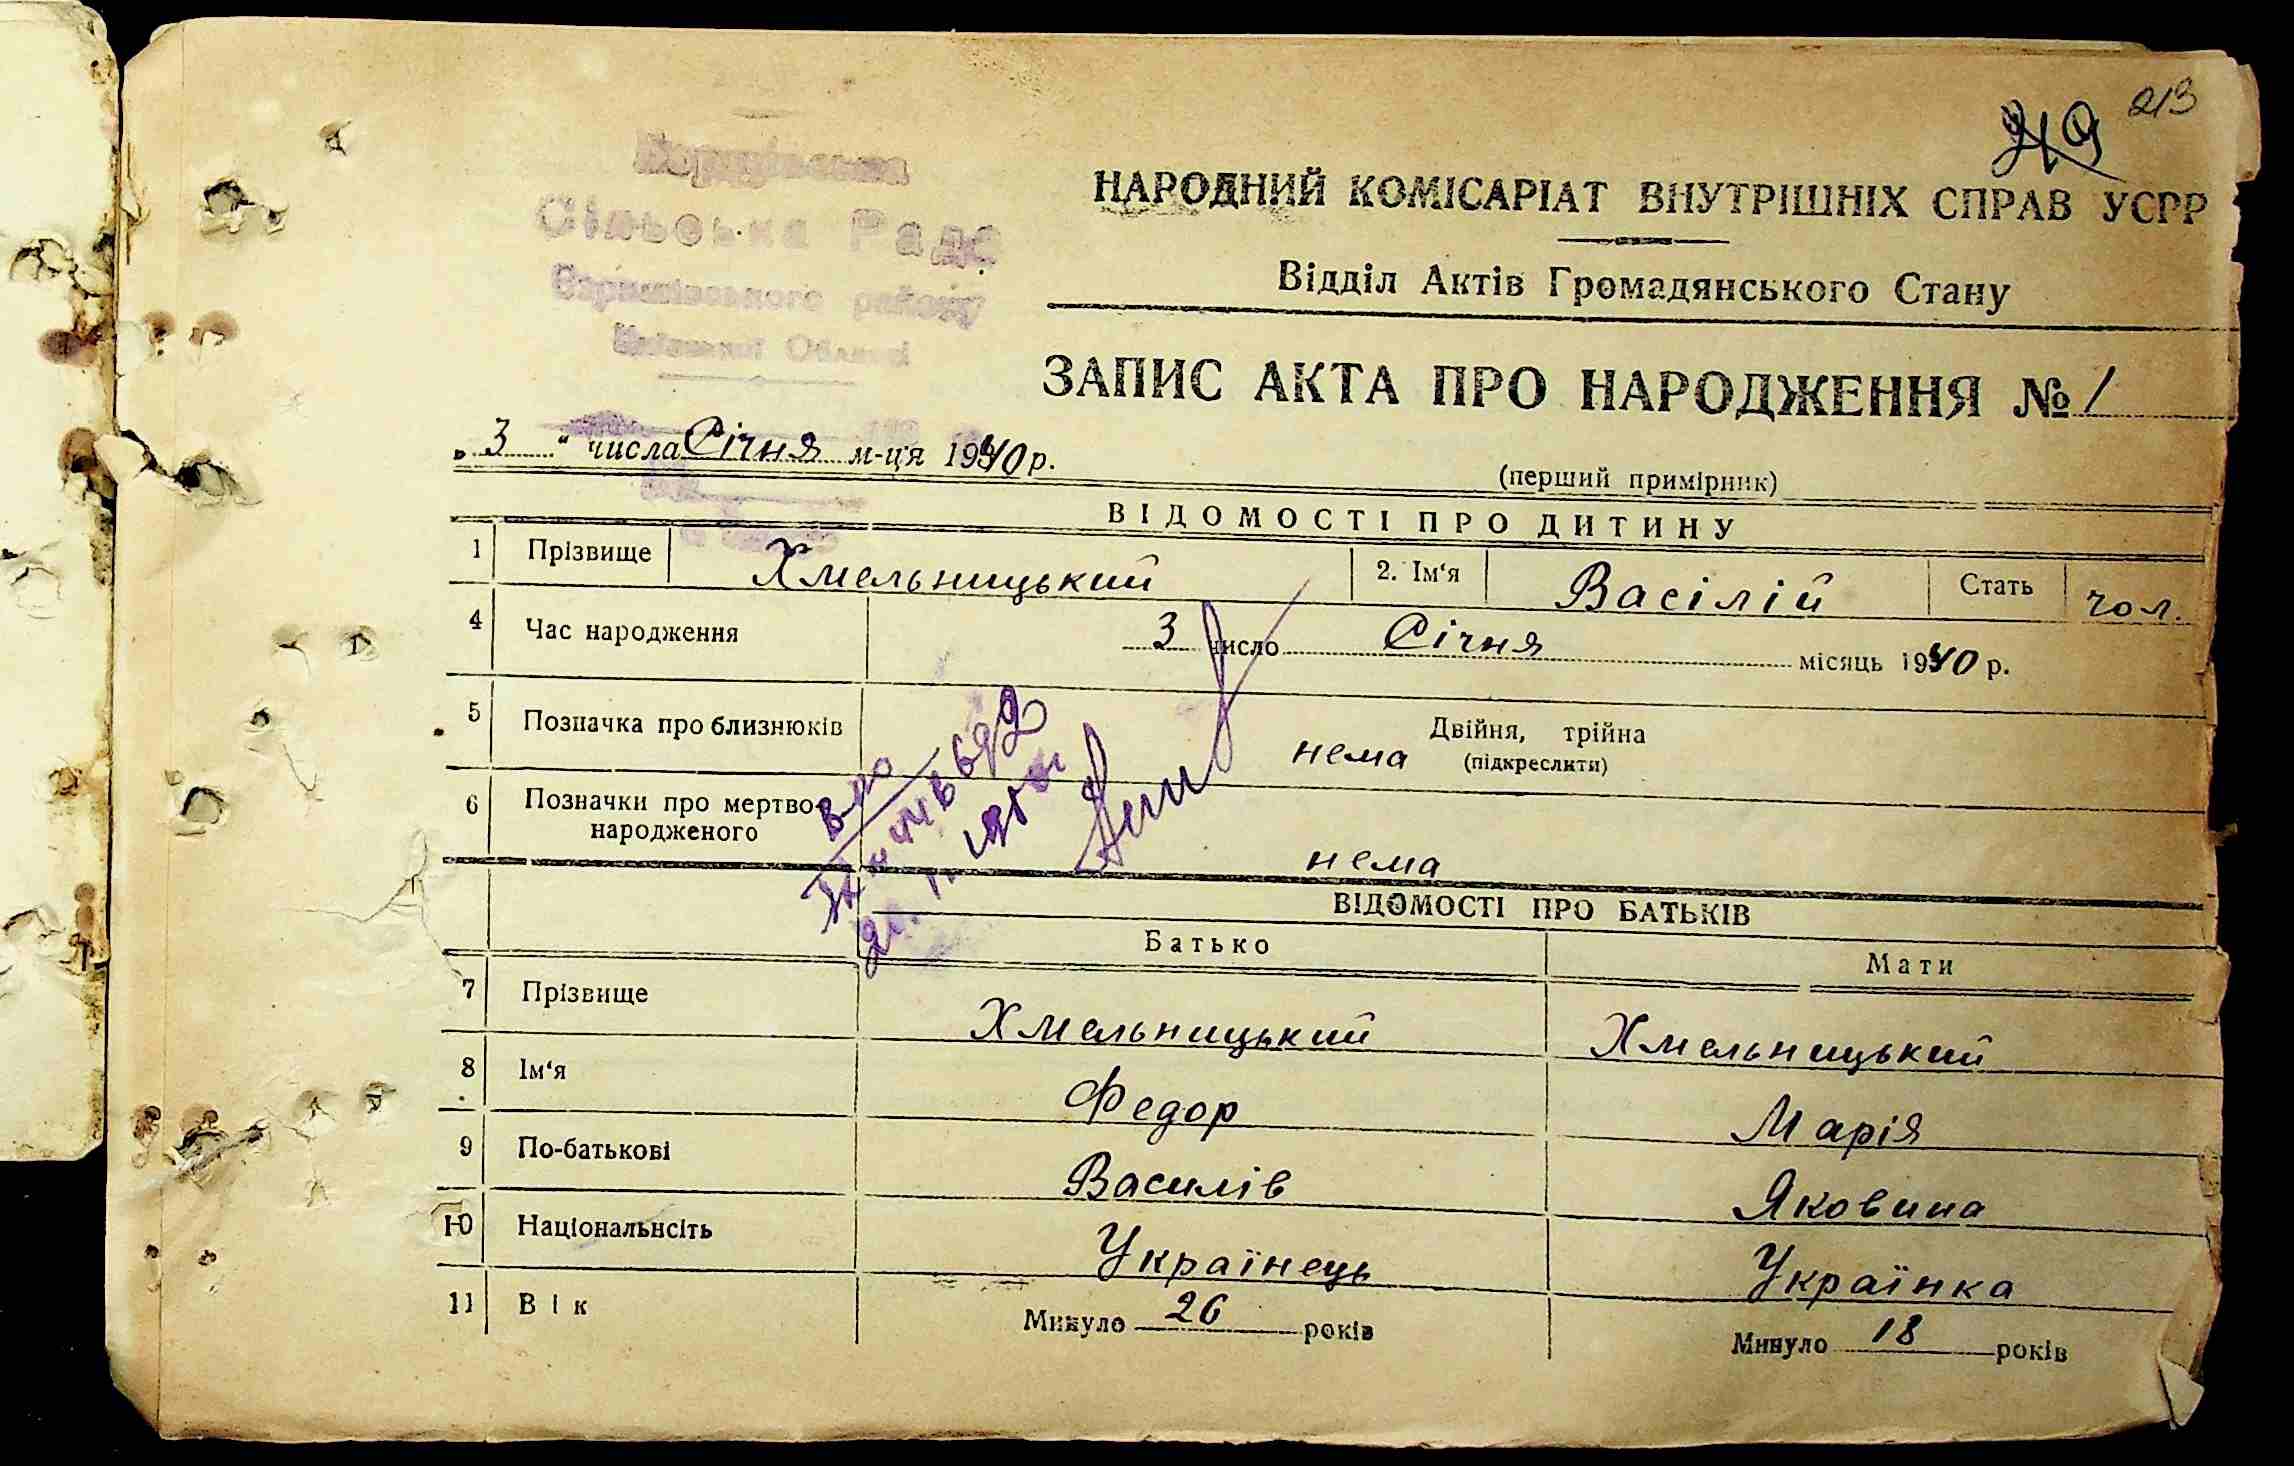 213
Сільська Рада
району
Області
НАРОДНИЙ КОМІСАРІАТ ВНУТРІШНІХ СПРАВ УСРР
Відділ Актів Громадянського Стану
ЗАПИС АКТА ПРО НАРОДЖЕННЯ № 1
„ 3 “ числа Січня м-ця 1940 р.
(перший примірник)
ВІДОМОСТІ ПРО ДИТИНУ
1 Прізвище Хмельницький 2. Ім‘я Васілій Стать чол.
4 Час народження 3 число Січня місяць 1940 р.
5 Позначка про близнюків нема Двійня, трійна
(підкреслити)
6 Позначки про мертво-
народженого нема
ВІДОМОСТІ ПРО БАТЬКІВ
Батько Мати
7 Прізвище Хмельницький Хмельницький
8 Ім‘я Федор Марія
9 По-батькові Василів Яковина
10 Національнсіть Українець Українка
11 Вік Минуло 26 років Минуло 18 років